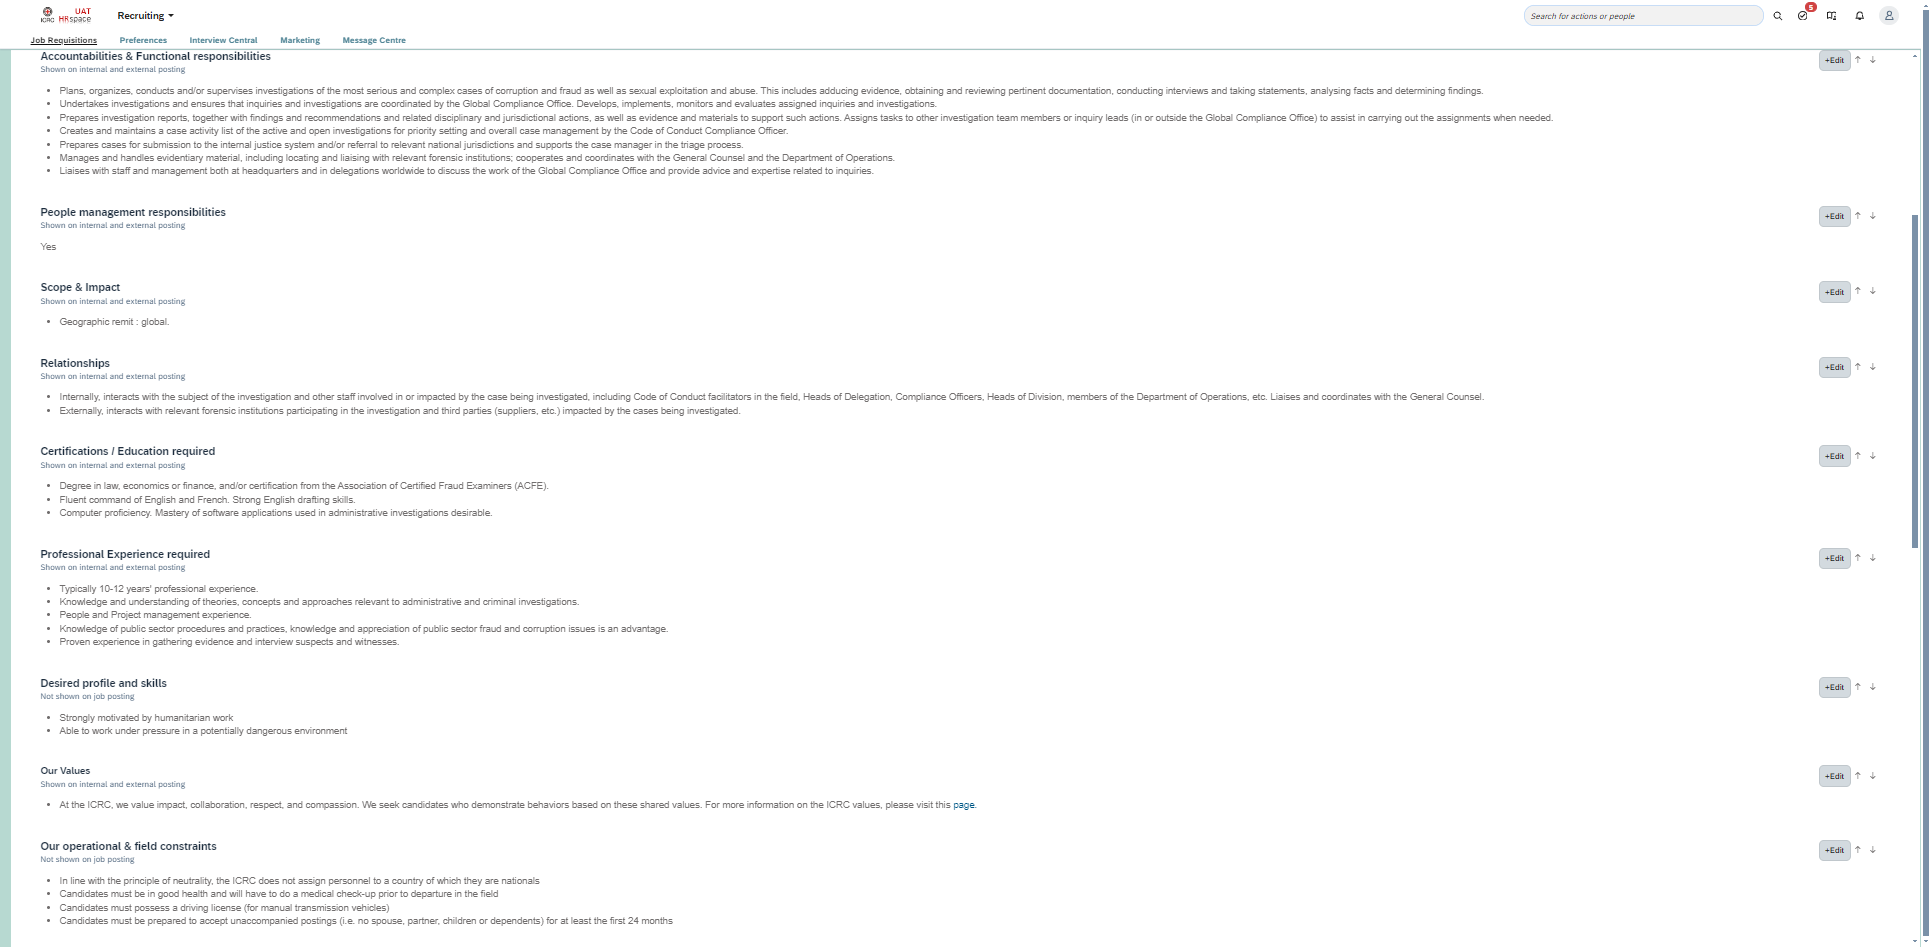 ICRC
UAT
HRspace
Recruiting
Search for actions or people
5
Job Requisitions
Preferences
Interview Central
Marketing
Message Centre
Accountabilities & Functional responsibilities
+Edit
Shown on internal and external posting
Plans, organizes, conducts and/or supervises investigations of the most serious and complex cases of corruption and fraud as well as sexual exploitation and abuse. This includes adducing evidence, obtaining and reviewing pertinent documentation, conducting interviews and taking statements, analysing facts and determining findings.
Undertakes investigations and ensures that inquiries and investigations are coordinated by the Global Compliance Office. Develops, implements, monitors and evaluates assigned inquiries and investigations.
Prepares investigation reports, together with findings and recommendations and related disciplinary and jurisdictional actions, as well as evidence and materials to support such actions. Assigns tasks to other investigation team members or inquiry leads (in or outside the Global Compliance Office) to assist in carrying out the assignments when needed.
Creates and maintains a case activity list of the active and open investigations for priority setting and overall case management by the Code of Conduct Compliance Officer.
Prepares cases for submission to the internal justice system and/or referral to relevant national jurisdictions and supports the case manager in the triage process.
Manages and handles evidentiary material, including locating and liaising with relevant forensic institutions; cooperates and coordinates with the General Counsel and the Department of Operations.
Liaises with staff and management both at headquarters and in delegations worldwide to discuss the work of the Global Compliance Office and provide advice and expertise related to inquiries.
People management responsibilities
+Edit
Shown on internal and external posting
Yes
Scope & Impact
+Edit
Shown on internal and external posting
Geographic remit : global.
Relationships
+Edit
Shown on internal and external posting
Internally, interacts with the subject of the investigation and other staff involved in or impacted by the case being investigated, including Code of Conduct facilitators in the field, Heads of Delegation, Compliance Officers, Heads of Division, members of the Department of Operations, etc. Liaises and coordinates with the General Counsel.
Externally, interacts with relevant forensic institutions participating in the investigation and third parties (suppliers, etc.) impacted by the cases being investigated.
Certifications / Education required
+Edit
Shown on internal and external posting
Degree in law, economics or finance, and/or certification from the Association of Certified Fraud Examiners (ACFE).
Fluent command of English and French. Strong English drafting skills.
Computer proficiency. Mastery of software applications used in administrative investigations desirable.
Professional Experience required
+Edit
Shown on internal and external posting
Typically 10-12 years' professional experience.
Knowledge and understanding of theories, concepts and approaches relevant to administrative and criminal investigations.
People and Project management experience.
Knowledge of public sector procedures and practices, knowledge and appreciation of public sector fraud and corruption issues is an advantage.
Proven experience in gathering evidence and interview suspects and witnesses.
Desired profile and skills
+Edit
Not shown on job posting
Strongly motivated by humanitarian work
Able to work under pressure in a potentially dangerous environment
Our Values
+Edit
Shown on internal and external posting
At the ICRC, we value impact, collaboration, respect, and compassion. We seek candidates who demonstrate behaviors based on these shared values. For more information on the ICRC values, please visit this page.
Our operational & field constraints
+Edit
Not shown on job posting
In line with the principle of neutrality, the ICRC does not assign personnel to a country of which they are nationals
Candidates must be in good health and will have to do a medical check-up prior to departure in the field
Candidates must possess a driving license (for manual transmission vehicles)
Candidates must be prepared to accept unaccompanied postings (i.e. no spouse, partner, children or dependents) for at least the first 24 months